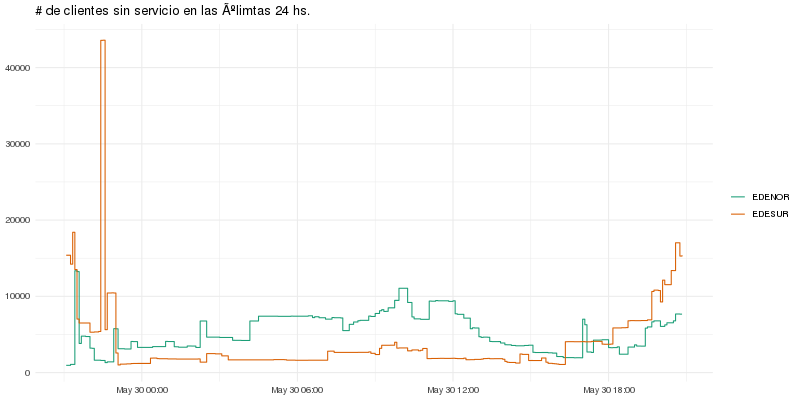 # de clientes sin servicio en las Ãºlimtas 24 hs.
40000
30000
20000
10000
0
May 30 00:00
May 30 06:00
May 30 12:00
May 30 18:00
EDENOR
EDESUR